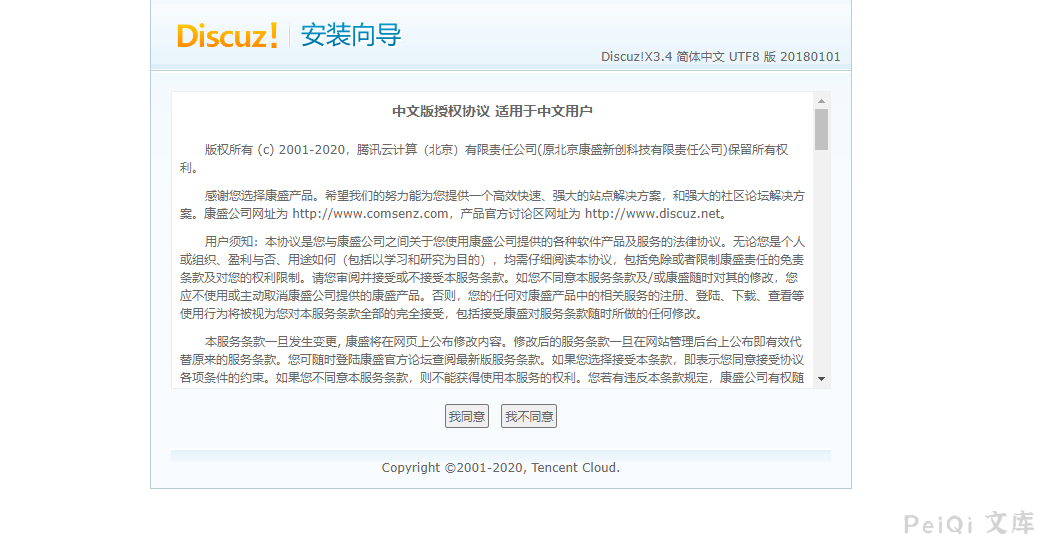 Discuz! 安装向导
Discuz!X3.4 简体中文 UTF8 版 20180101
中文版授权协议 适用于中文用户
版权所有 (c) 2001-2020，腾讯云计算（北京）有限责任公司(原北京康盛新创科技有限责任公司)保留所有权
利。
感谢您选择康盛产品。希望我们的努力能为您提供一个高效快速、强大的站点解决方案，和强大的社区论坛解决方
案。康盛公司网址为 http://www.comsenz.com，产品官方讨论区网址为 http://www.discuz.net。
用户须知：本协议是您与康盛公司之间关于您使用康盛公司提供的各种软件产品及服务的法律协议。无论您是个人
或组织、盈利与否、用途如何（包括以学习和研究为目的），均需仔细阅读本协议，包括免除或者限制康盛责任的免责
条款及对您的权利限制。请您审阅并接受或不接受本服务条款。如您不同意本服务条款及/或康盛随时对其的修改，您
应不使用或主动取消康盛公司提供的康盛产品。否则，您的任何对康盛产品中的相关服务的注册、登陆、下载、查看等
使用行为将被视为您对本服务条款全部的完全接受，包括接受康盛对服务条款随时所做的任何修改。
本服务条款一旦发生变更, 康盛将在网页上公布修改内容。修改后的服务条款一旦在网站管理后台上公布即有效代
替原来的服务条款。您可随时登陆康盛官方论坛查阅最新版服务条款。如果您选择接受本条款，即表示您同意接受协议
各项条件的约束。如果您不同意本服务条款，则不能获得使用本服务的权利。您若有违反本条款规定，康盛公司有权随
我同意 我不同意
Copyright ©2001-2020, Tencent Cloud.
PeiQi 文库